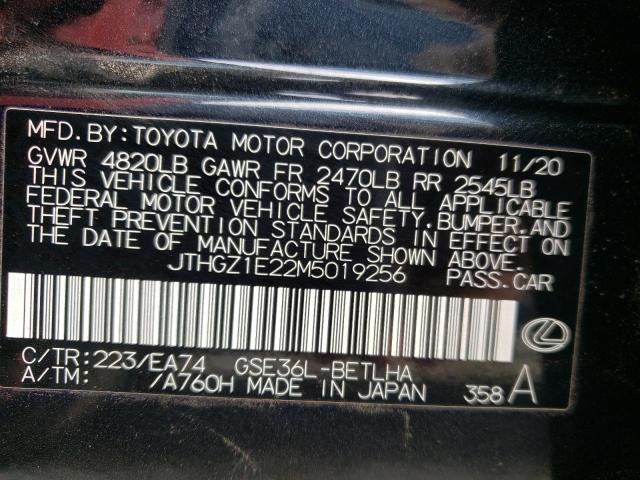 MFD. BY: TOYOTA MOTOR CORPORATION 11/20
GVWR 4820LB GAWR FR 2470LB RR 2545LB
THIS VEHICLE CONFORMS TO ALL APPLICABLE
FEDERAL MOTOR VEHICLE SAFETY, BUMPER, AND
THEFT PREVENTION STANDARDS IN EFFECT ON
THE DATE OF MANUFACTURE SHOWN ABOVE.
JTHGZ1E22M5019256 PASS.CAR
C/TR: 223/EA74 GSE36L-BETLHA
A/TM: /A760H MADE IN JAPAN 358 A